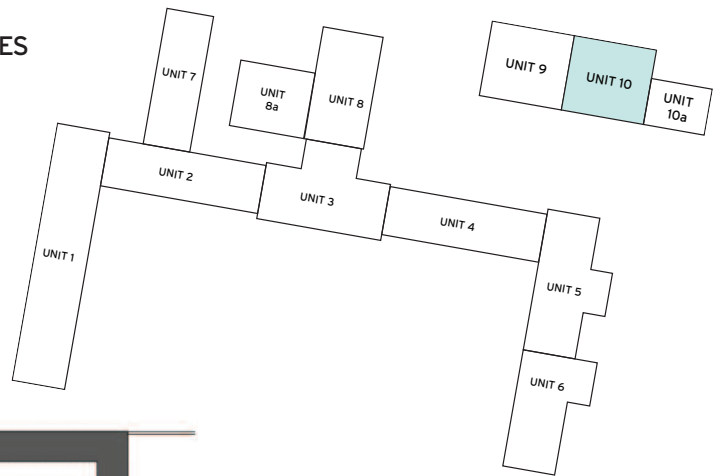 ES
UNIT 7
UNIT
8a
UNIT 8
UNIT 9
UNIT 10
UNIT
10a
UNIT 2
UNIT 3
UNIT 4
UNIT 1
UNIT 5
UNIT 6